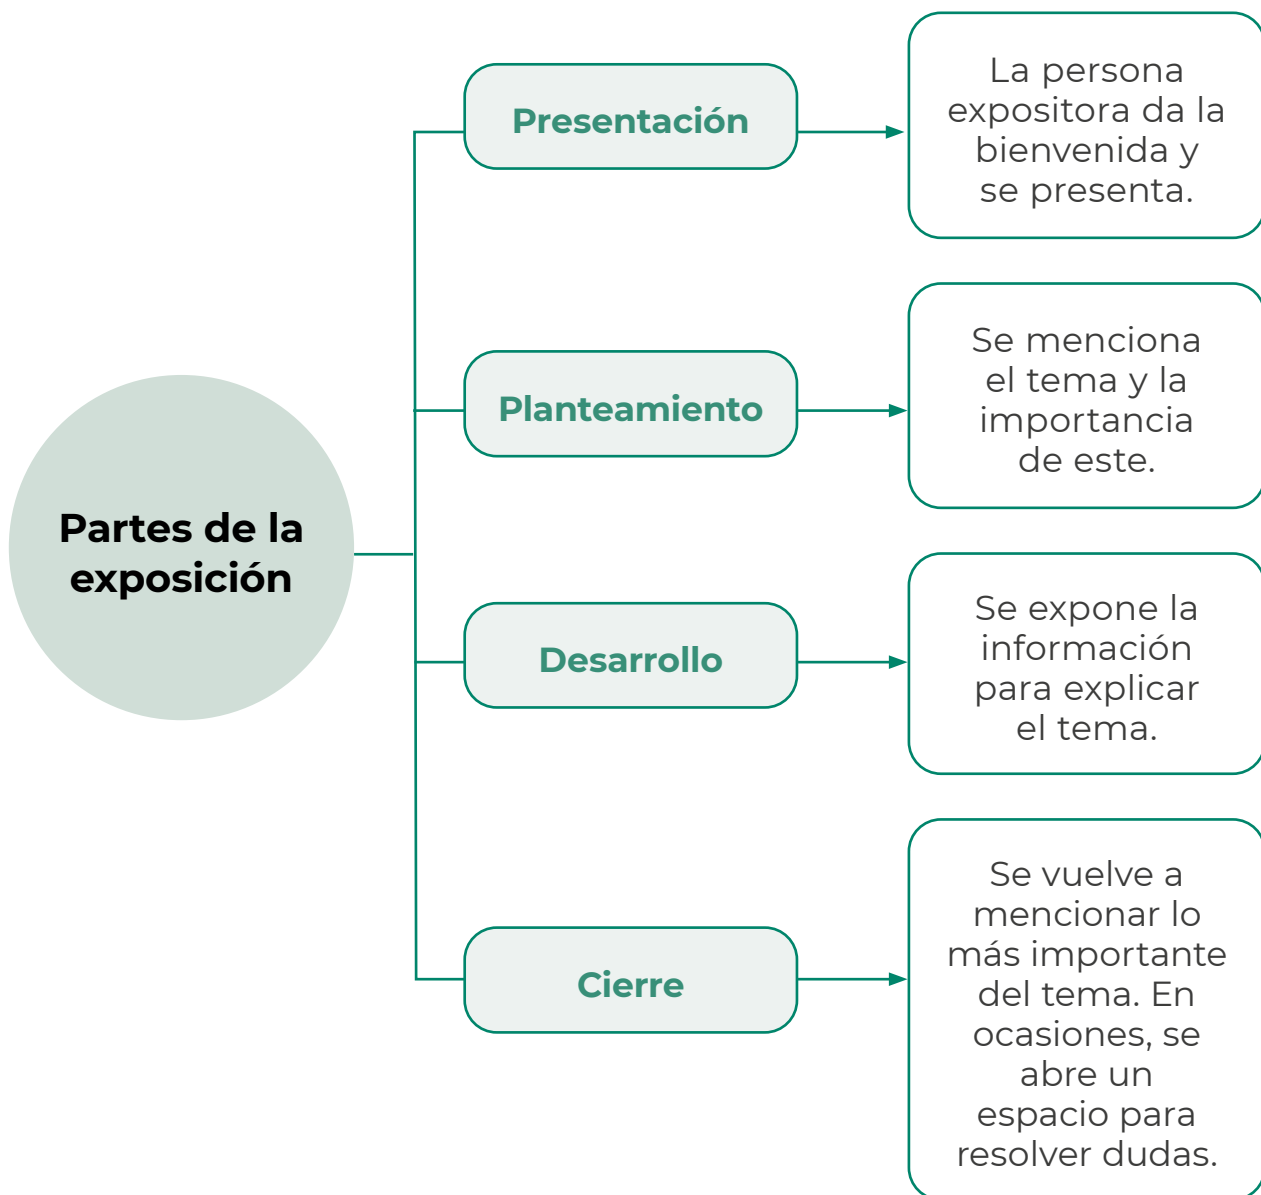 Partes de la
exposición
Presentación
La persona
expositora da la
bienvenida y
se presenta.
Planteamiento
Se menciona
el tema y la
importancia
de este.
Desarrollo
Se expone la
información
para explicar
el tema.
Cierre
Se vuelve a
mencionar lo
más importante
del tema. En
ocasiones, se
abre un
espacio para
resolver dudas.